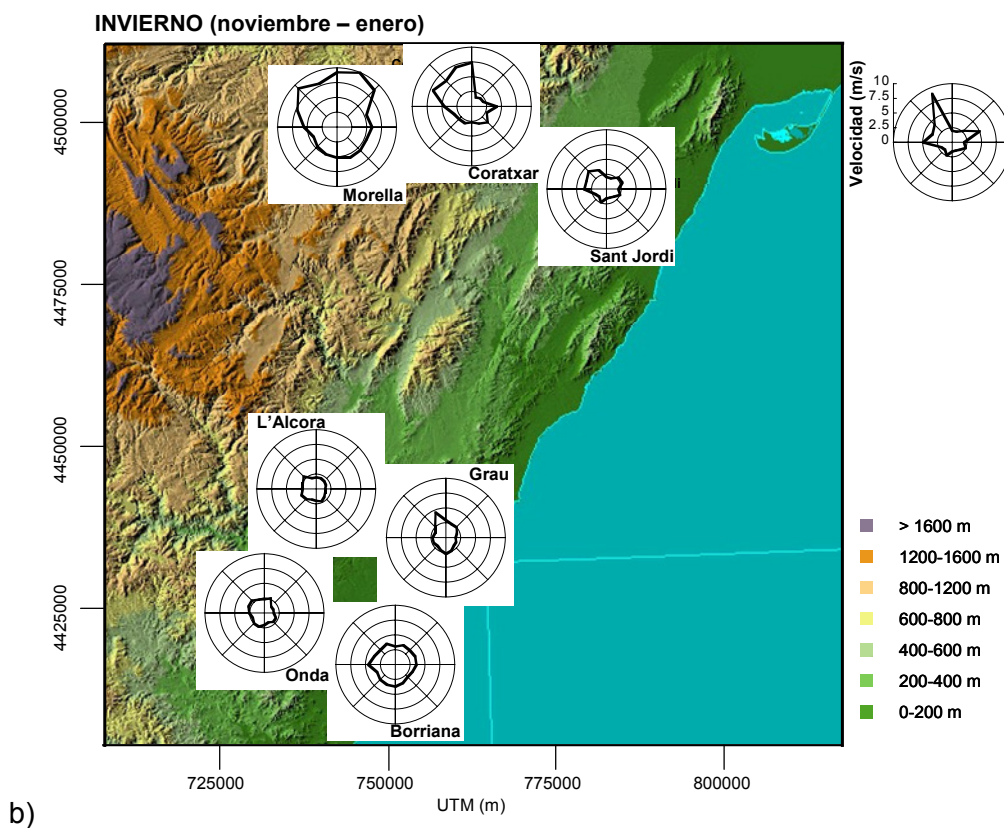 INVIERNO (noviembre – enero)
Morella
Coratxar
Sant Jordi
L'Alcora
Grau
Onda
Borriana
4500000
4475000
4450000
4425000
725000
750000
775000
800000
UTM (m)
Velocidad (m/s)
10
7.5
5
2.5
0
> 1600 m
1200-1600 m
800-1200 m
600-800 m
400-600 m
200-400 m
0-200 m
b)